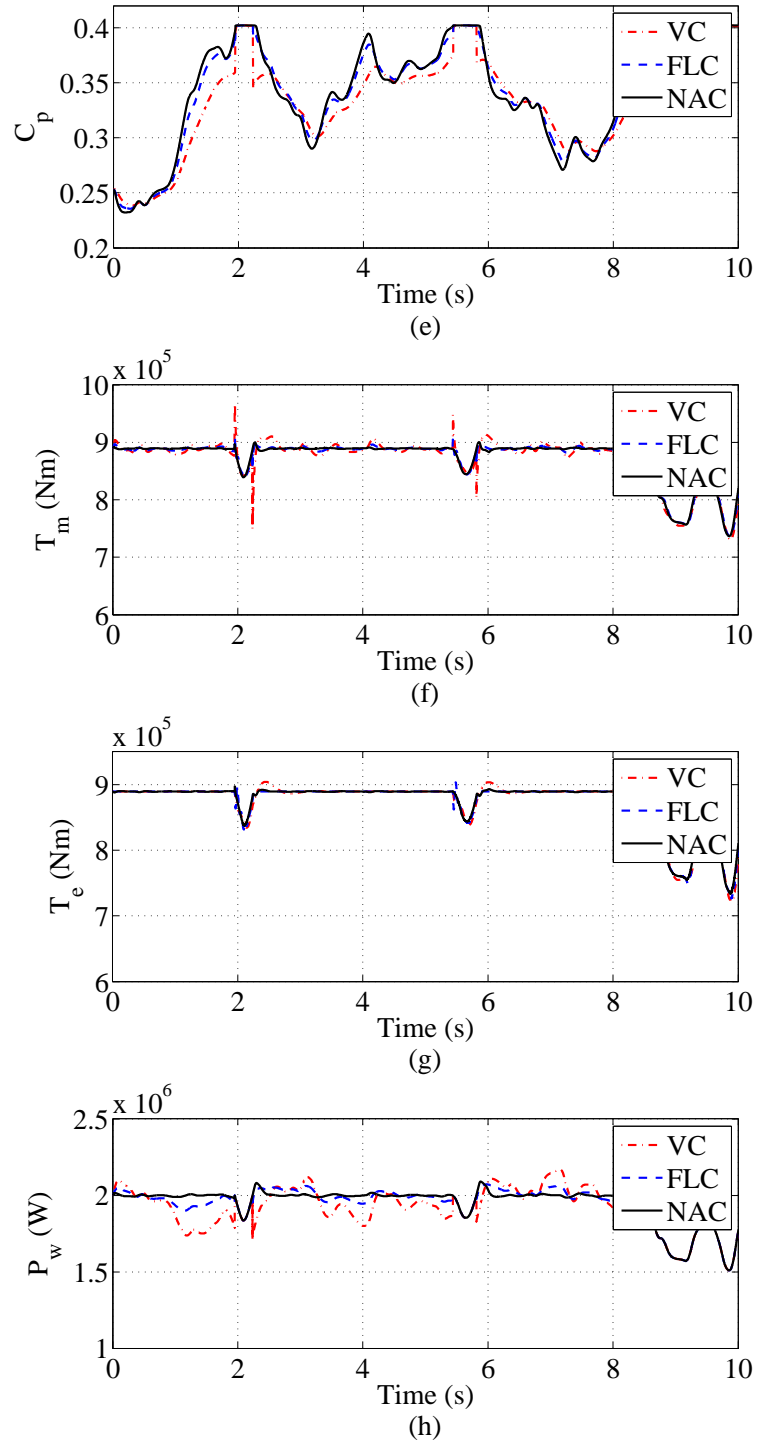 0.4
0.35
0.3
0.25
0.2
C_p
VC
FLC
NAC
0 2 4 6 8 10
Time (s)
(e)
x 10^5
10
9
8
7
6
T_m (Nm)
VC
FLC
NAC
0 2 4 6 8 10
Time (s)
(f)
x 10^5
9
8
7
6
T_e (Nm)
VC
FLC
NAC
0 2 4 6 8 10
Time (s)
(g)
x 10^6
2.5
2
1.5
1
P_w (W)
VC
FLC
NAC
0 2 4 6 8 10
Time (s)
(h)